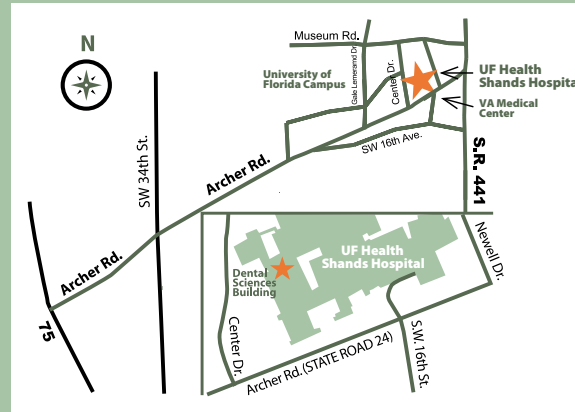 N
Museum Rd.
University of
Florida Campus
Gale Lemerand Dr.
Center Dr.
UF Health
Shands Hospital
VA Medical
Center
SW 16th Ave.
S.R. 441
SW 34th St.
Archer Rd.
Archer Rd.
75
UF Health
Shands Hospital
Dental
Sciences
Building
Newell Dr.
Center Dr.
Archer Rd.(STATE ROAD 24)
S.W. 16th St.